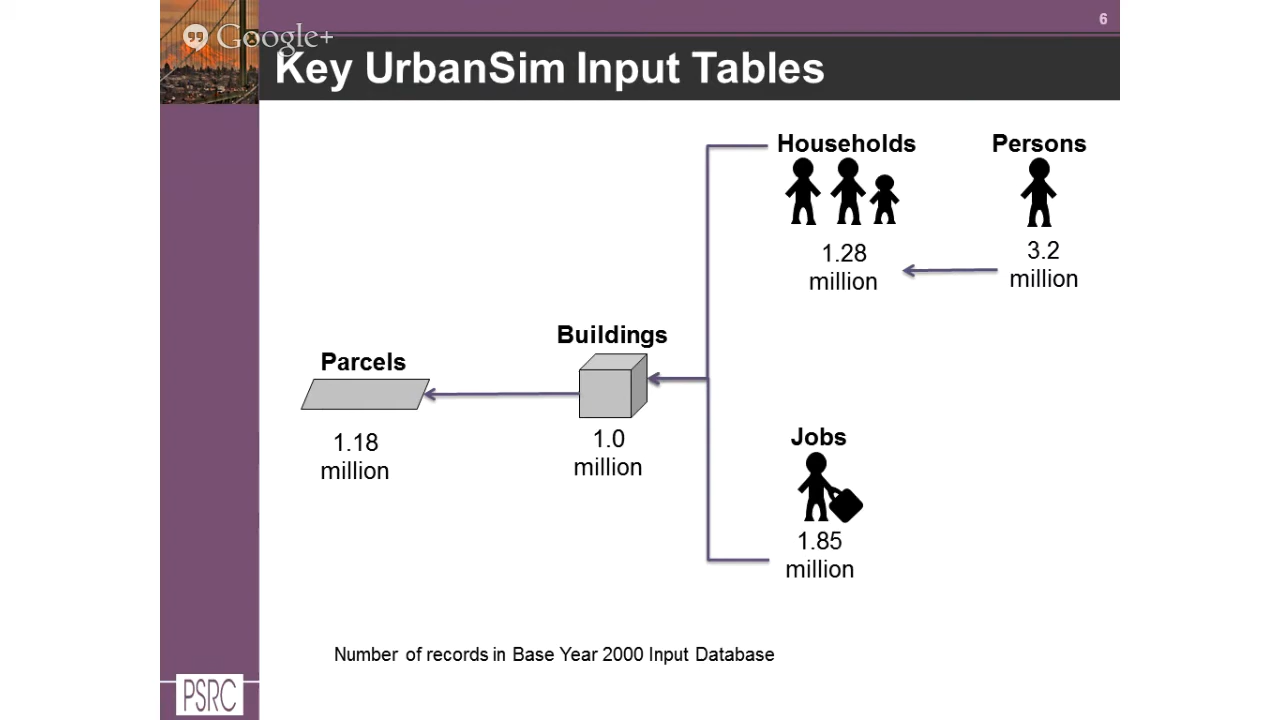 6
Google+
Key UrbanSim Input Tables
Households
Persons
1.28
million
3.2
million
Buildings
Parcels
1.18
million
1.0
million
Jobs
1.85
million
Number of records in Base Year 2000 Input Database
PSRC